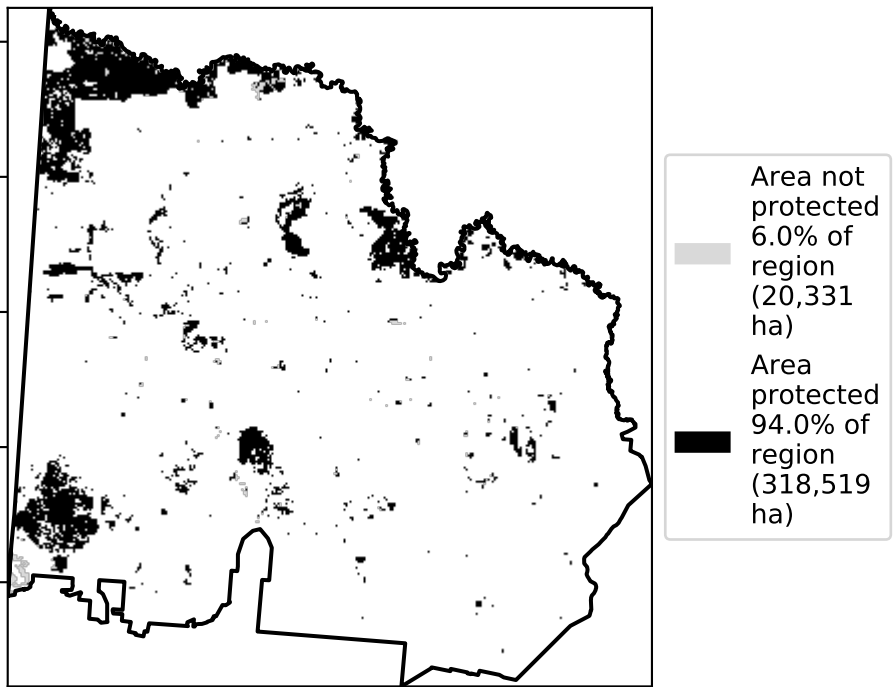 Area not
protected
6.0% of
region
(20,331
ha)
Area
protected
94.0% of
region
(318,519
ha)